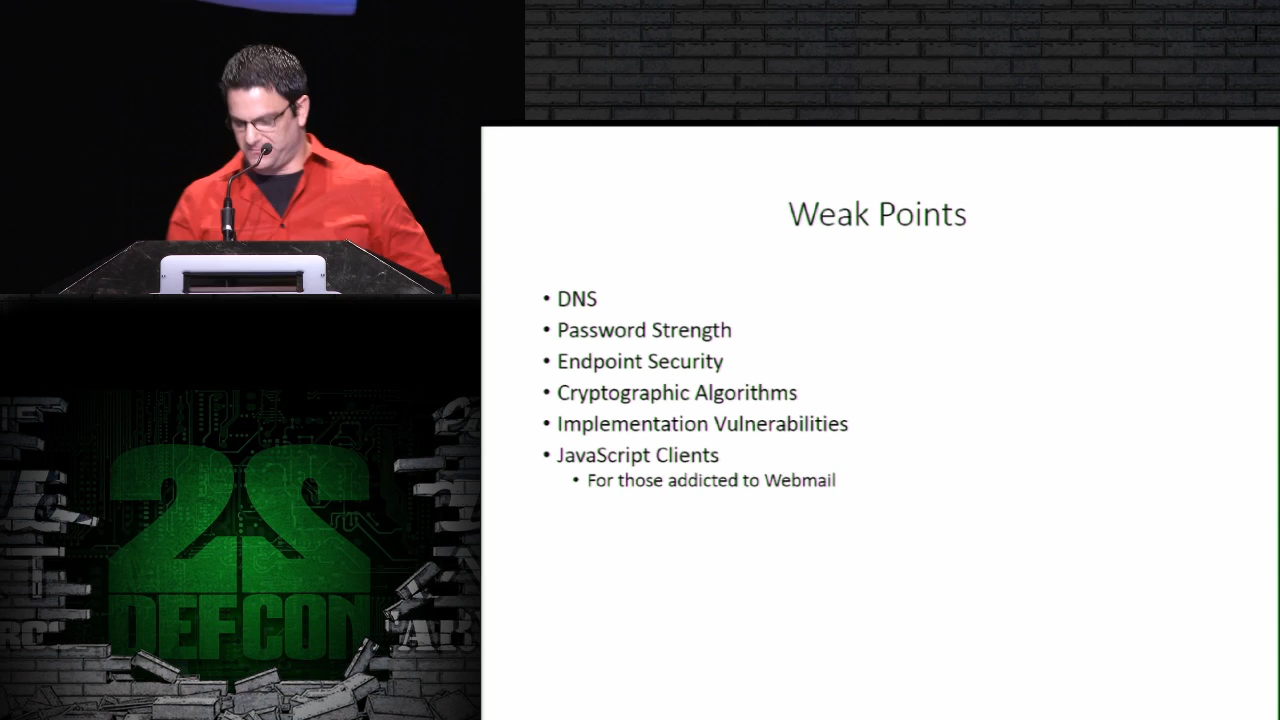 Weak Points
• DNS
• Password Strength
• Endpoint Security
• Cryptographic Algorithms
• Implementation Vulnerabilities
• JavaScript Clients
• For those addicted to Webmail
22
DEFCON